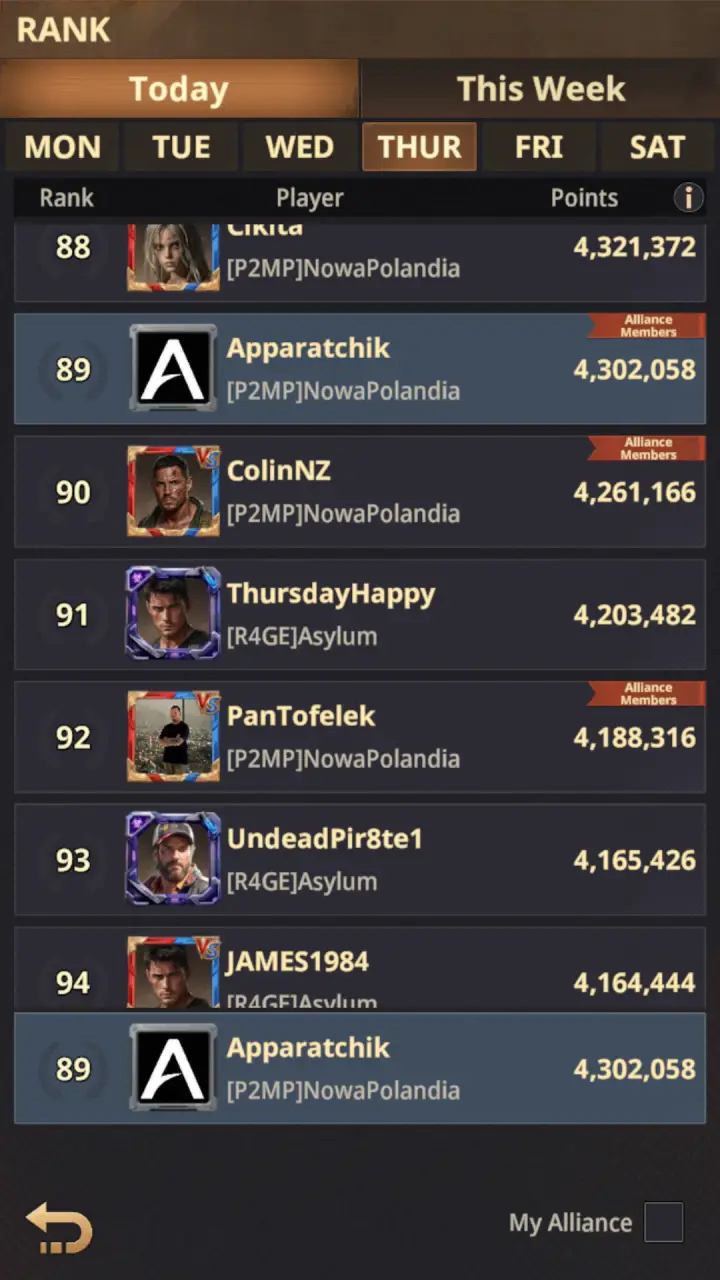 RANK
Today
This Week
MON TUE WED THUR FRI SAT
Rank Player Points i
88 Cikita 4,321,372
[P2MP]NowaPolandia
Alliance
Members
89 Apparatchik 4,302,058
[P2MP]NowaPolandia
Alliance
Members
90 ColinNZ 4,261,166
[P2MP]NowaPolandia
91 ThursdayHappy 4,203,482
[R4GE]Asylum
Alliance
Members
92 PanTofelek 4,188,316
[P2MP]NowaPolandia
93 UndeadPir8te1 4,165,426
[R4GE]Asylum
94 JAMES1984 4,164,444
[R4GE]Asylum
89 Apparatchik 4,302,058
[P2MP]NowaPolandia
My Alliance